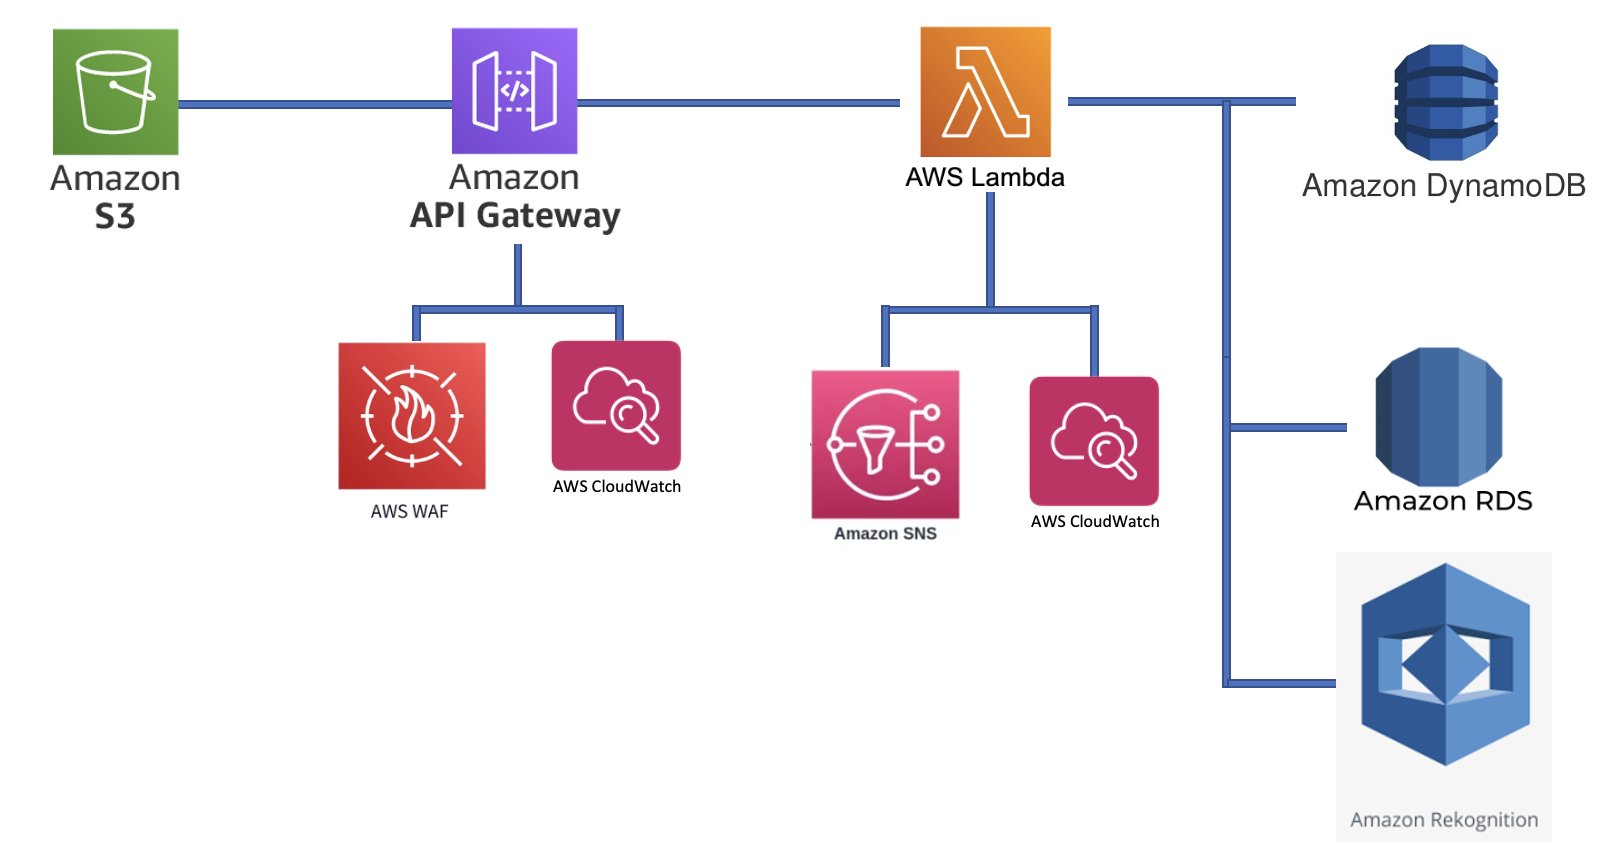 Amazon
S3
Amazon
API Gateway
</>
AWS Lambda
Amazon DynamoDB
AWS WAF
AWS CloudWatch
Amazon SNS
AWS CloudWatch
Amazon RDS
Amazon Rekognition